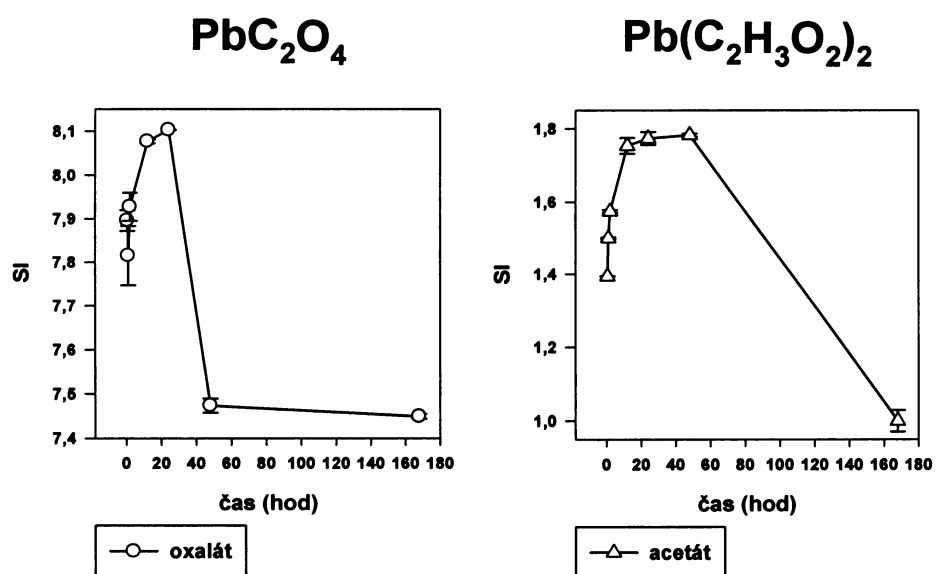 PbC₂O₄
8,1
8,0
7,9
7,8
7,7
7,6
7,5
7,4
SI
0 20 40 60 80 100 120 140 160 180
čas (hod)
oxalát
Pb(C₂H₃O₂)₂
1,8
1,6
1,4
1,2
1,0
SI
0 20 40 60 80 100 120 140 160 180
čas (hod)
acetát